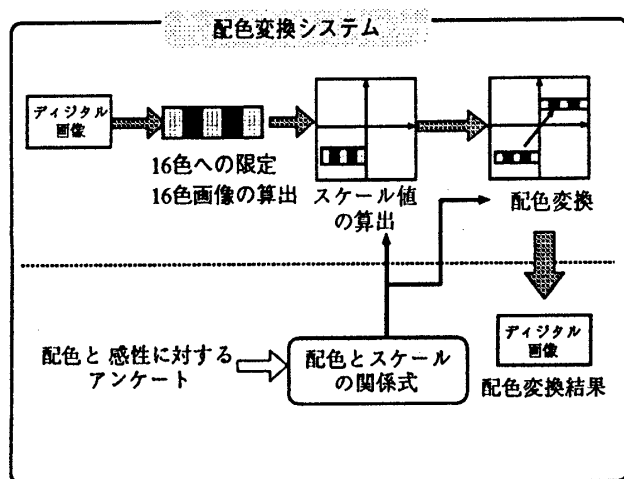 配色変換システム
ディジタル
画像
16色への限定
16色画像の算出
スケール値
の算出
配色変換
配色と感性に対する
アンケート
配色とスケール
の関係式
ディジタル
画像
配色変換結果